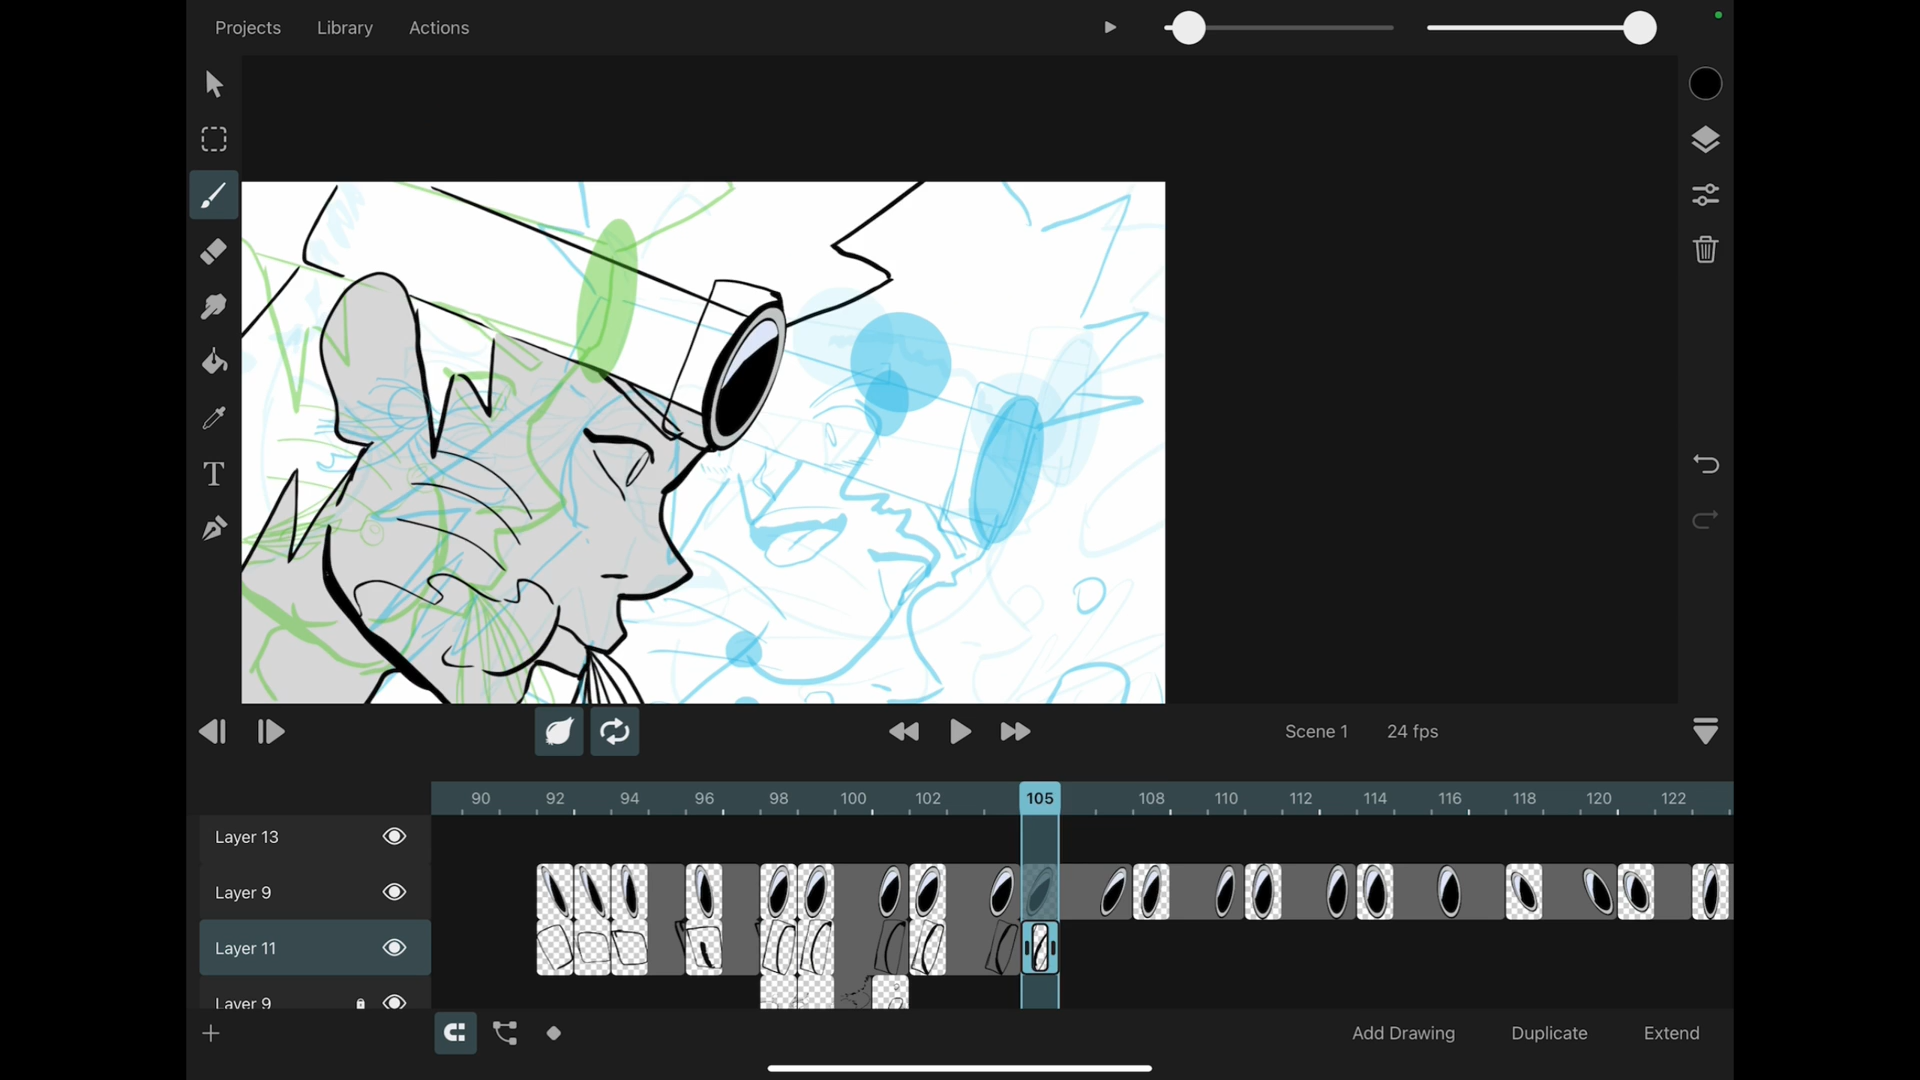 Projects Library Actions
T
Scene 1 24 fps
90 92 94 96 98 100 102 105 108 110 112 114 116 118 120 122
Layer 13
Layer 9
Layer 11
Layer 9
Add Drawing Duplicate Extend